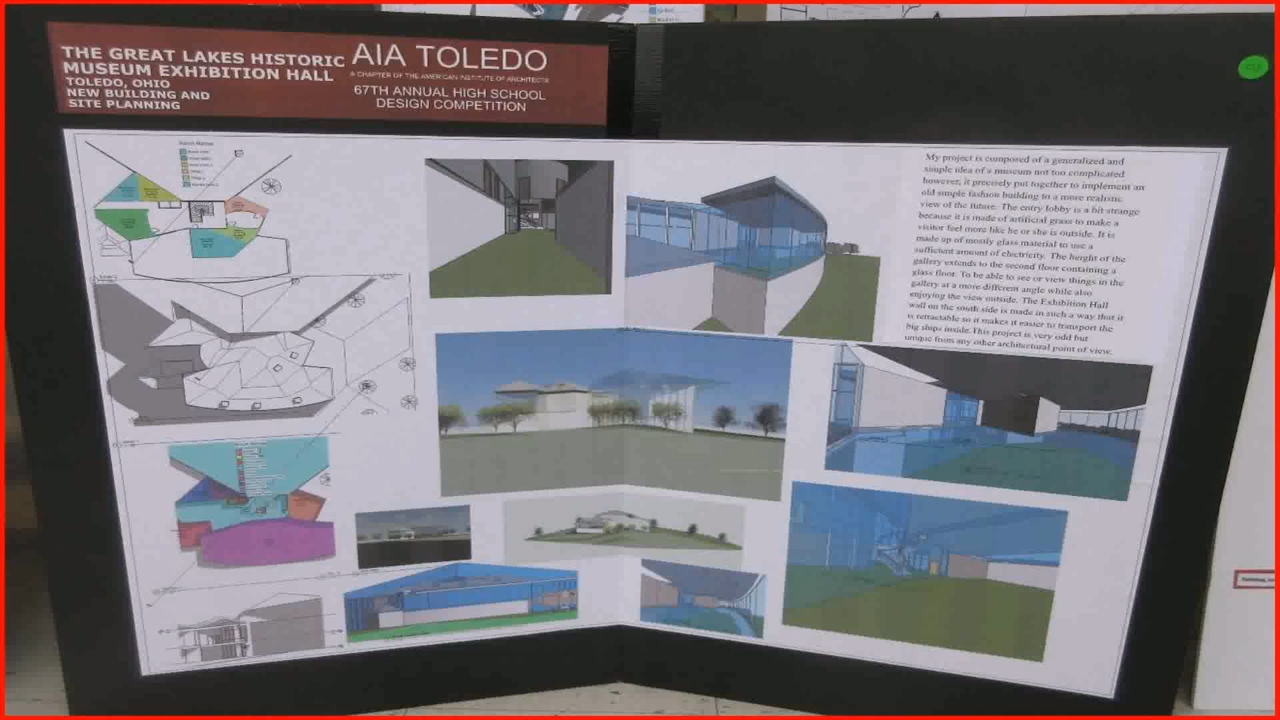 THE GREAT LAKES HISTORIC
MUSEUM EXHIBITION HALL
TOLEDO, OHIO
NEW BUILDING AND
SITE PLANNING
AIA TOLEDO
A CHAPTER OF THE AMERICAN INSTITUTE OF ARCHITECTS
67TH ANNUAL HIGH SCHOOL
DESIGN COMPETITION
My project is composed of a generalized and
simple idea of a museum not too complicated
however, it precisely put together to implement an
old simple fashion building to a more realistic
view of the future. The entry lobby is a bit strange
because it is made of artificial grass to make a
visitor feel more like he or she is outside. It is
made up of mostly glass material to use a
sufficient amount of electricity. The height of the
gallery extends to the second floor containing a
glass floor. To be able to see or view things in the
gallery at a more different angle while also
enjoying the view outside. The Exhibition Hall
wall on the south side is made in such a way that it
is retractable so it makes it easier to transport the
big ships inside.This project is very odd but
unique from any other architectural point of view.